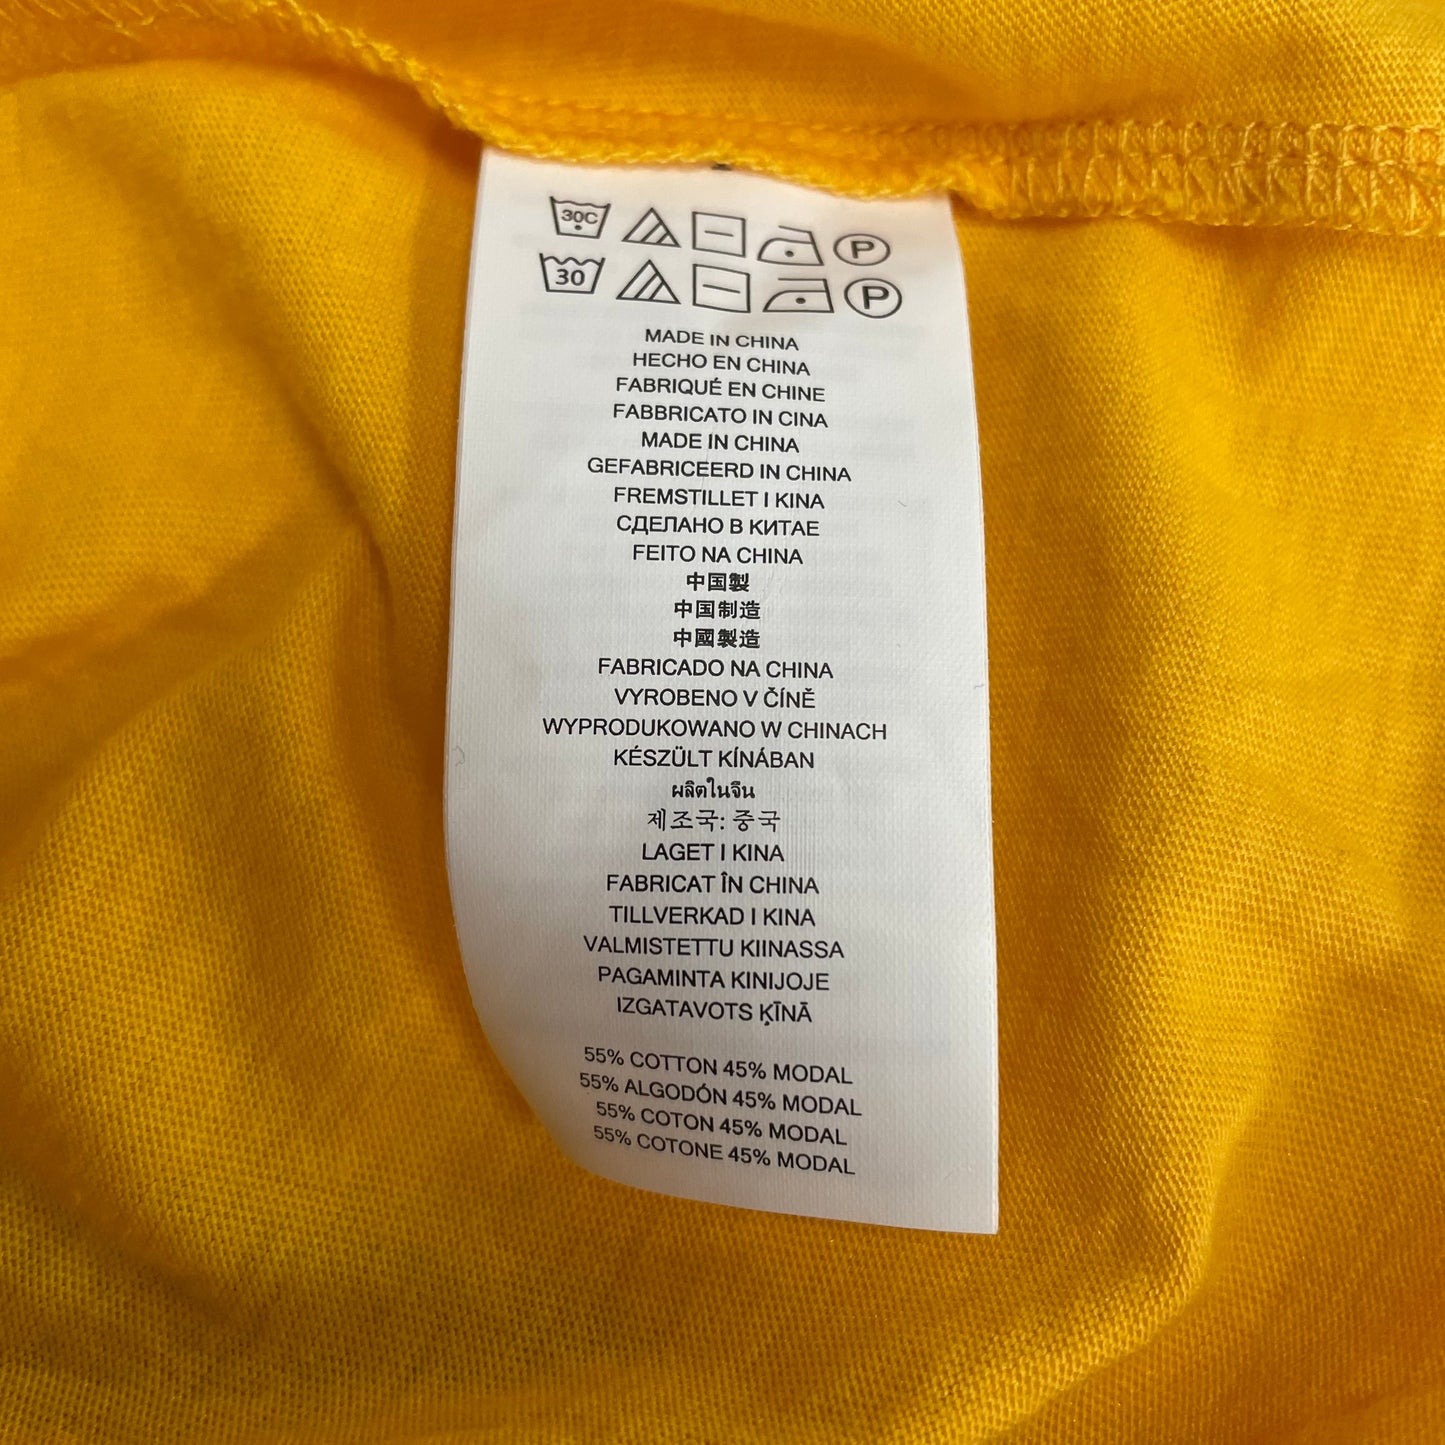 30C P
30 P
MADE IN CHINA
HECHO EN CHINA
FABRIQUÉ EN CHINE
FABBRICATO IN CINA
MADE IN CHINA
GEFABRICEERD IN CHINA
FREMSTILLET I KINA
СДЕЛАНО В КИТАЕ
FEITO NA CHINA
中国製
中国制造
中國製造
FABRICADO NA CHINA
VYROBENO V ČÍNĚ
WYPRODUKOWANO W CHINACH
KÉSZÜLT KÍNÁBAN
ผลิตในจีน
제조국: 중국
LAGET I KINA
FABRICAT ÎN CHINA
TILLVERKAD I KINA
VALMISTETTU KIINASSA
PAGAMINTA KINIJOJE
IZGATAVOTS ĶĪNĀ
55% COTTON 45% MODAL
55% ALGODÓN 45% MODAL
55% COTON 45% MODAL
55% COTONE 45% MODAL